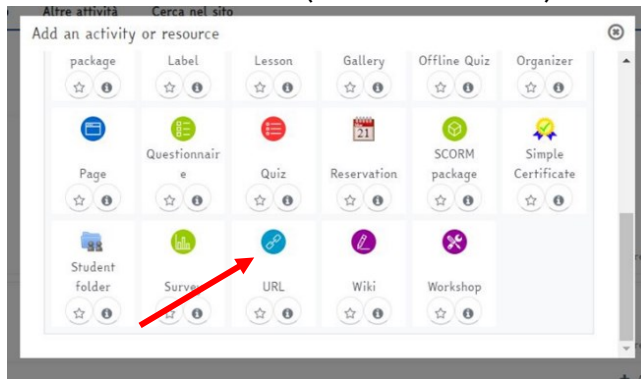 Altre attività Cerca nel sito
Add an activity or resource
package Label Lesson Gallery Offline Quiz Organizer
21
Page Questionnair
e Quiz Reservation SCORM
package Simple
Certificate
Student
folder Survey URL Wiki Workshop